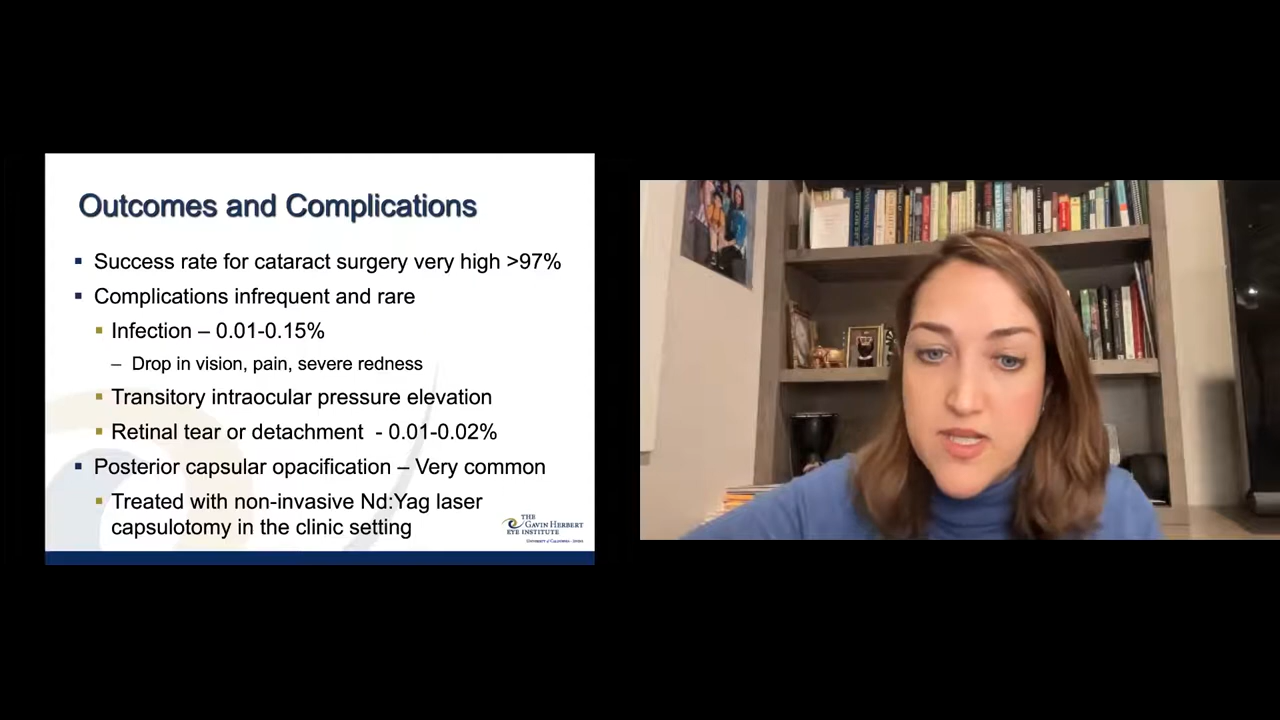 Outcomes and Complications
Success rate for cataract surgery very high >97%
Complications infrequent and rare
Infection – 0.01-0.15%
– Drop in vision, pain, severe redness
Transitory intraocular pressure elevation
Retinal tear or detachment - 0.01-0.02%
Posterior capsular opacification – Very common
Treated with non-invasive Nd:Yag laser
capsulotomy in the clinic setting
THE
GAVIN HERBERT
EYE INSTITUTE